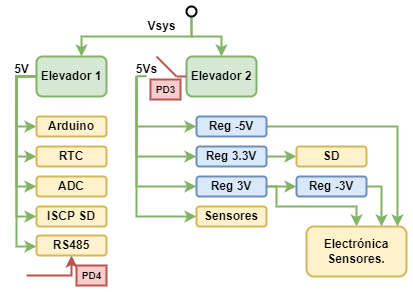 Vsys
5V
Elevador 1
5Vs
PD3
Elevador 2
Arduino
Reg -5V
RTC
Reg 3.3V
SD
ADC
Reg 3V
Reg -3V
ISCP SD
Sensores
RS485
Electrónica
Sensores.
PD4